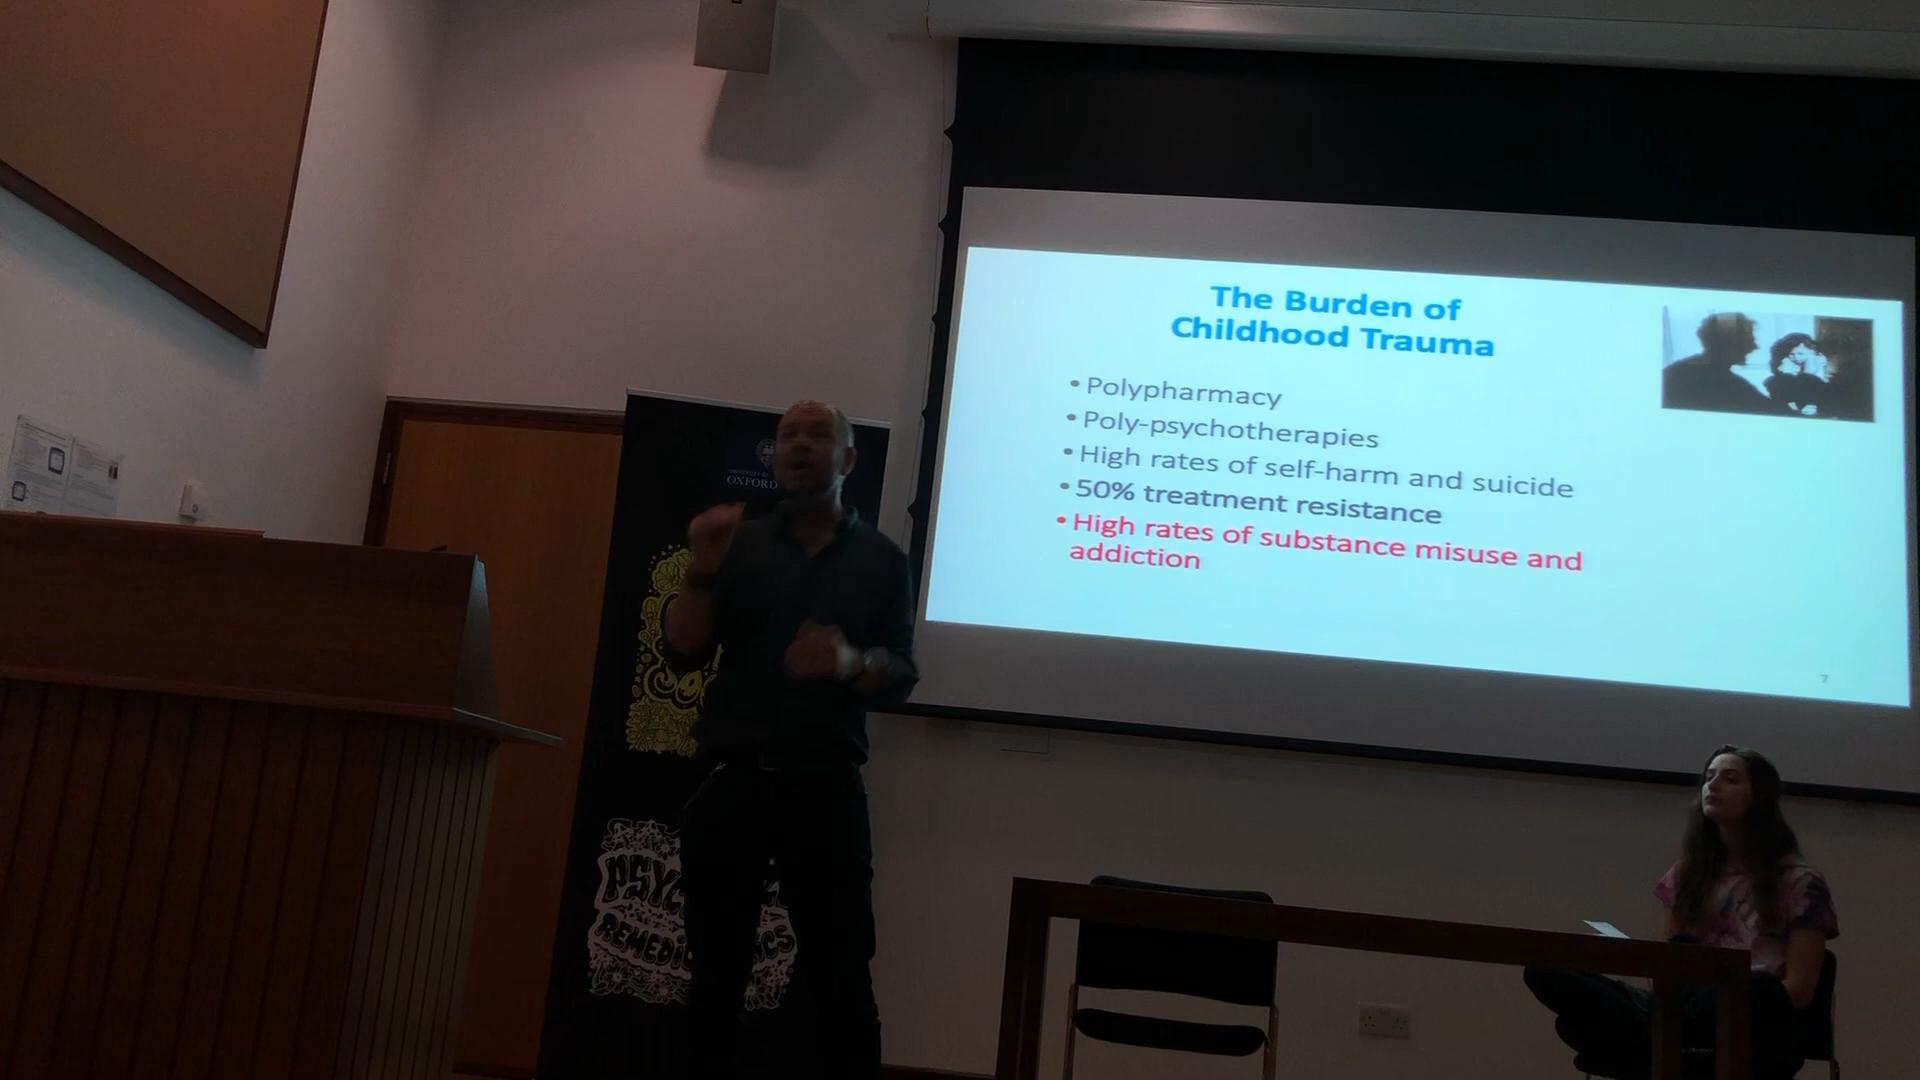 The Burden of
Childhood Trauma
• Polypharmacy
• Poly-psychotherapies
• High rates of self-harm and suicide
• 50% treatment resistance
• High rates of substance misuse and
addiction
7
OXFORD